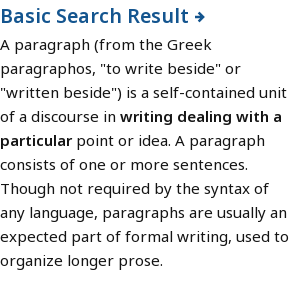 Basic Search Result →
A paragraph (from the Greek
paragraphos, "to write beside" or
"written beside") is a self-contained unit
of a discourse in writing dealing with a
particular point or idea. A paragraph
consists of one or more sentences.
Though not required by the syntax of
any language, paragraphs are usually an
expected part of formal writing, used to
organize longer prose.